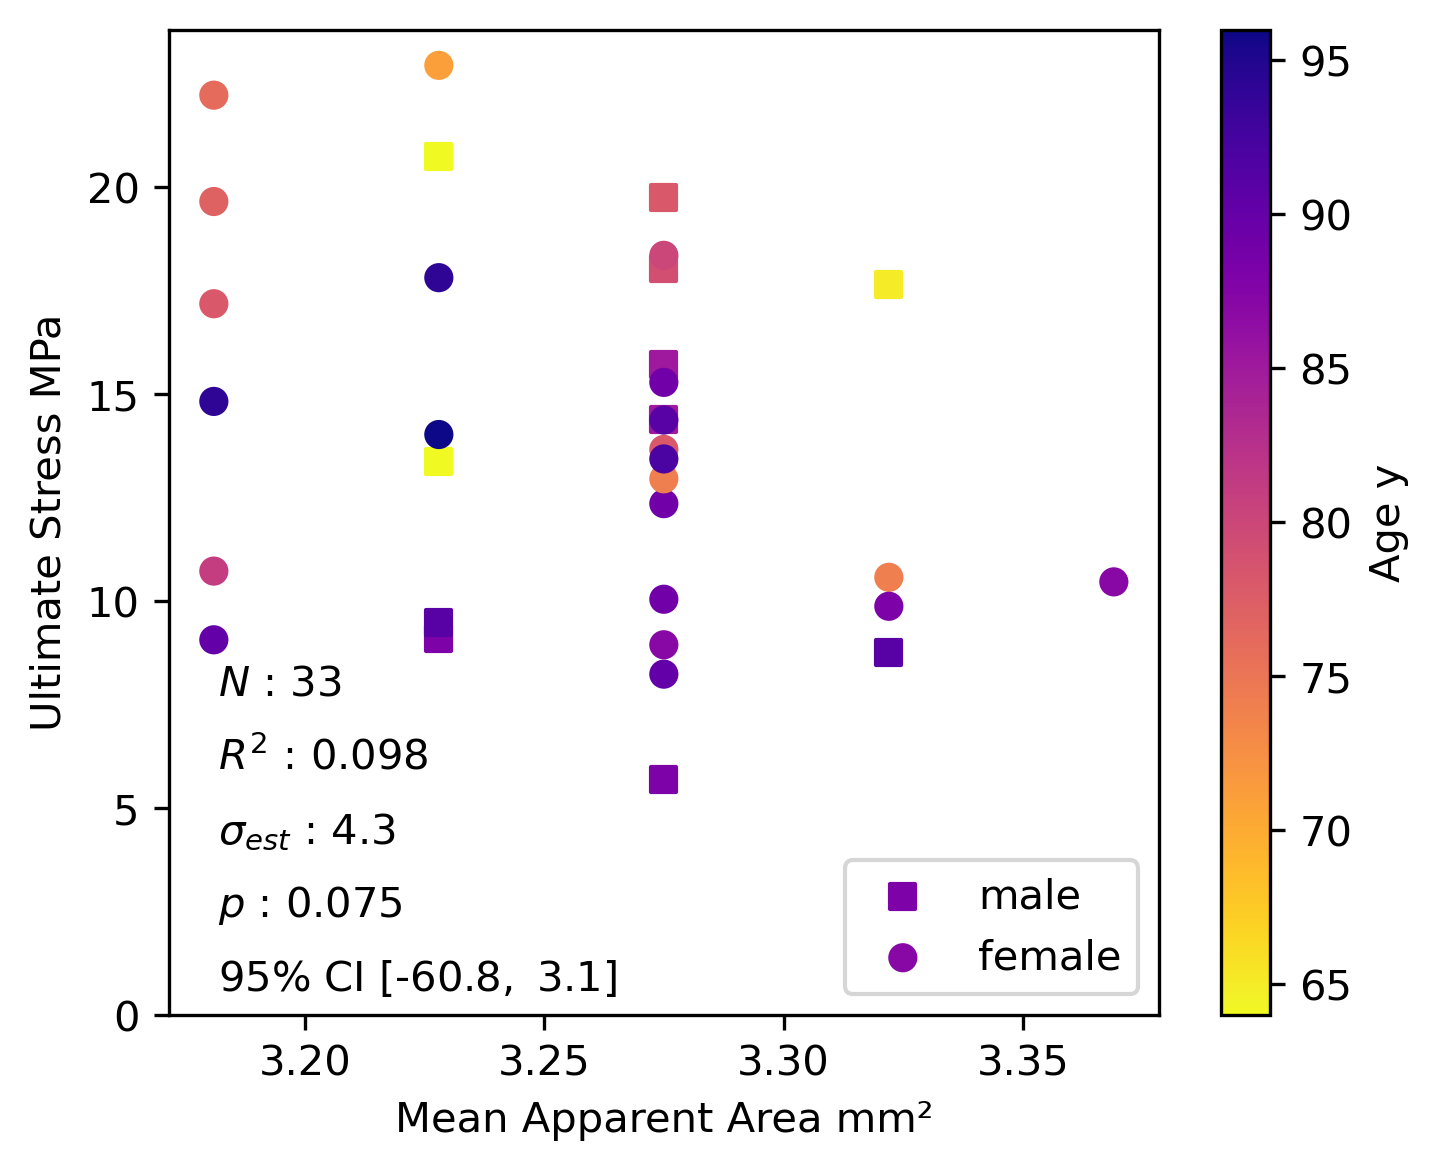 20
15
10
5
0
3.20
3.25
3.30
3.35
Ultimate Stress MPa
Mean Apparent Area mm²
N : 33
R² : 0.098
σest : 4.3
p : 0.075
95% CI [-60.8, 3.1]
male
female
95
90
85
80
75
70
65
Age y